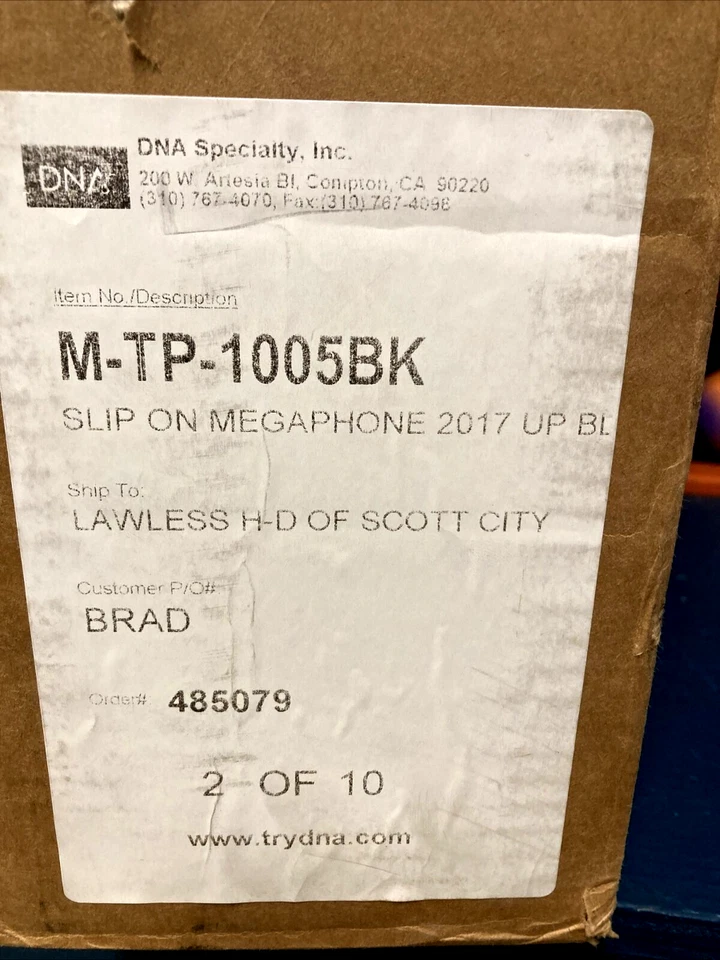 DNA
DNA Specialty, Inc.
200 W. Artesia Bl, Compton, CA 90220
(310) 767-4070, Fax:(310) 767-4098
Item No./Description
M-TP-1005BK
SLIP ON MEGAPHONE 2017 UP BL
Ship To:
LAWLESS H-D OF SCOTT CITY
Customer P/O#
BRAD
Order# 485079
2 OF 10
www.trydna.com